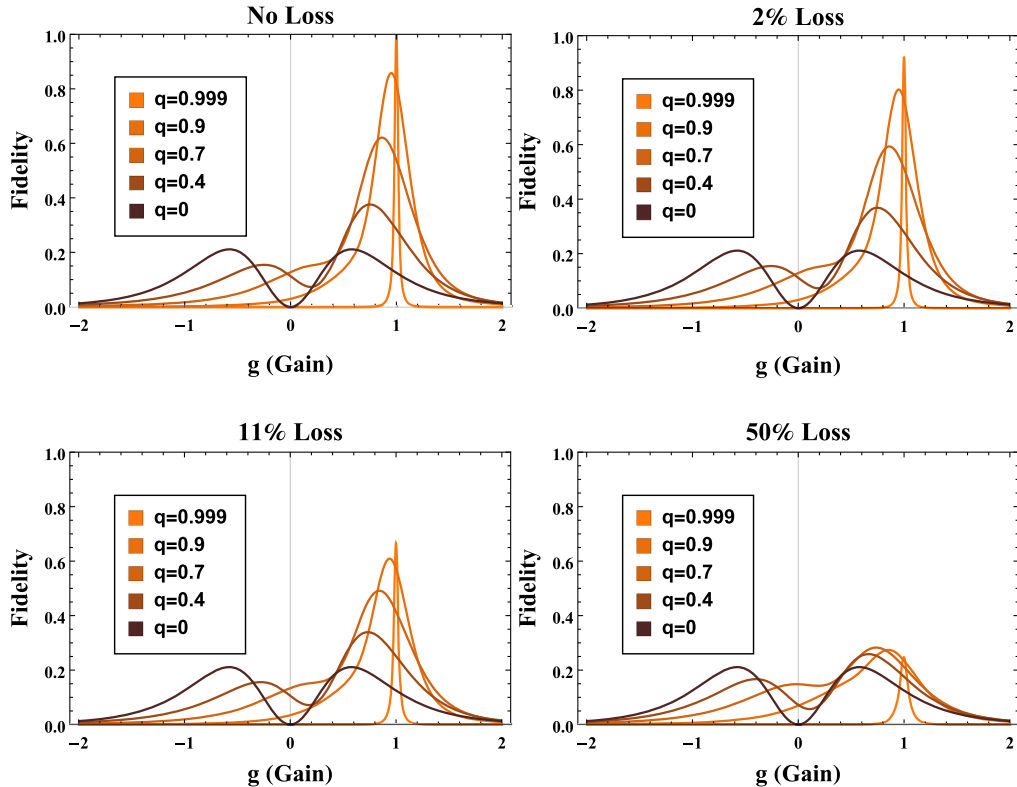 No Loss
1.0
0.8
0.6
0.4
0.2
0.0
Fidelity
q=0.999
q=0.9
q=0.7
q=0.4
q=0
−2 −1 0 1 2
g (Gain)
2% Loss
1.0
0.8
0.6
0.4
0.2
0.0
Fidelity
q=0.999
q=0.9
q=0.7
q=0.4
q=0
−2 −1 0 1 2
g (Gain)
11% Loss
1.0
0.8
0.6
0.4
0.2
0.0
Fidelity
q=0.999
q=0.9
q=0.7
q=0.4
q=0
−2 −1 0 1 2
g (Gain)
50% Loss
1.0
0.8
0.6
0.4
0.2
0.0
Fidelity
q=0.999
q=0.9
q=0.7
q=0.4
q=0
−2 −1 0 1 2
g (Gain)